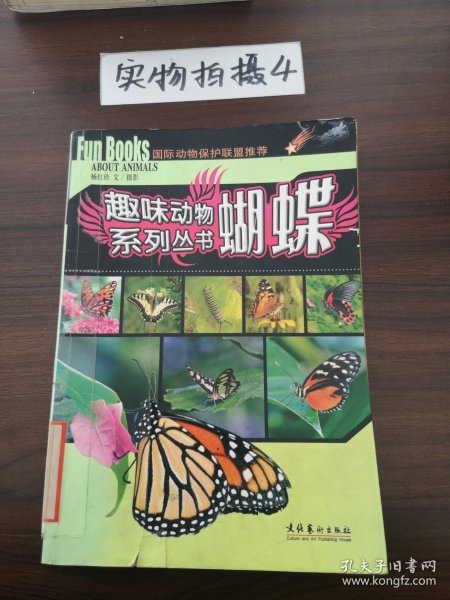 实物拍摄4
Fun Books
国际动物保护联盟推荐
ABOUT ANIMALS
杨红珍 文／摄影
趣味动物
系列丛书
蝴蝶
文化艺术出版社
Culture and Art Publishing House
孔夫子旧书网
www.kongfz.com